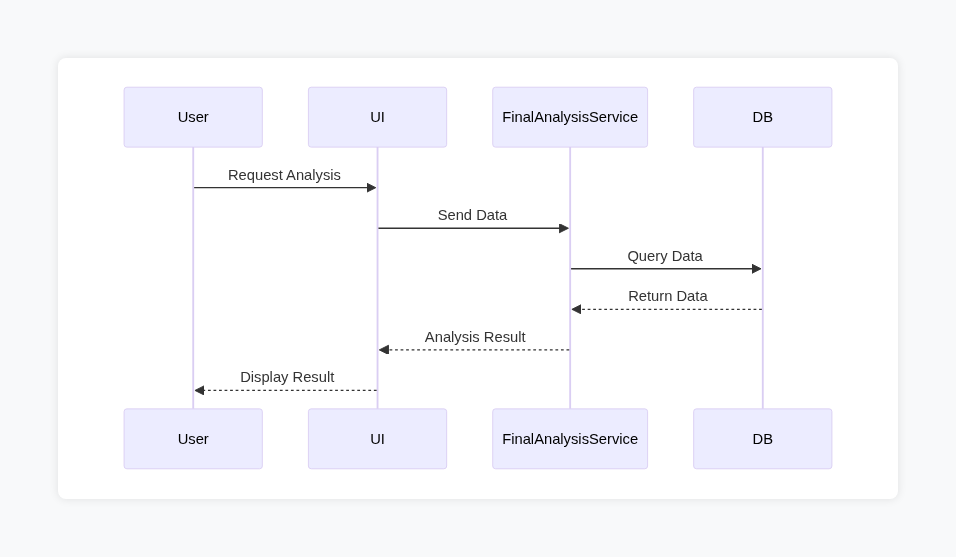 User
UI
FinalAnalysisService
DB
Request Analysis
Send Data
Query Data
Return Data
Analysis Result
Display Result
User
UI
FinalAnalysisService
DB